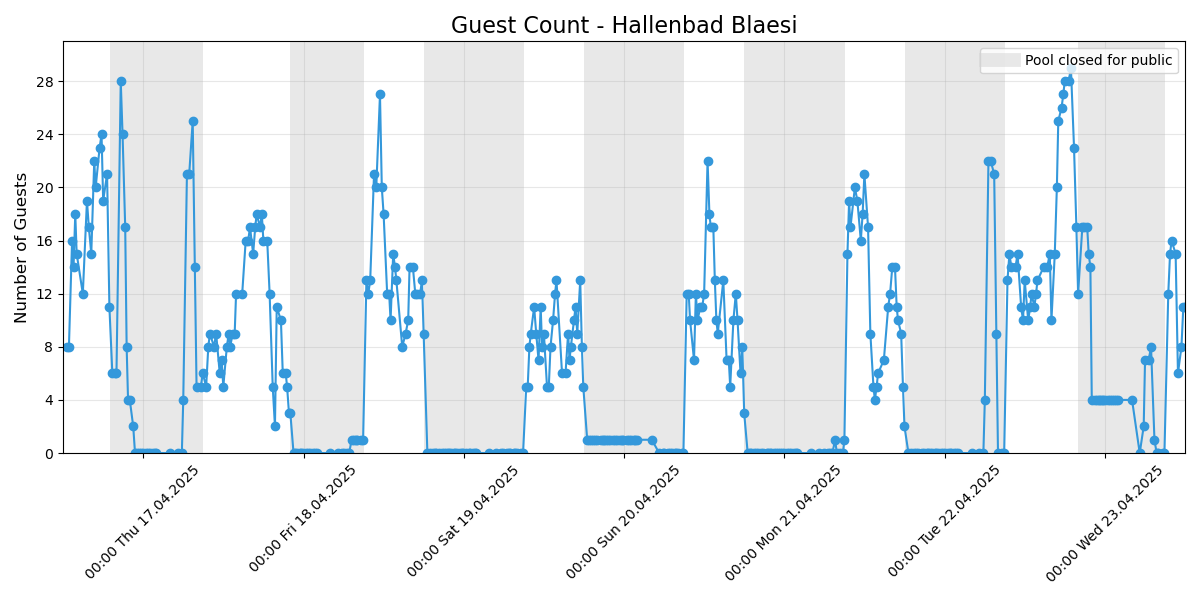 Guest Count - Hallenbad Blaesi
Pool closed for public
Number of Guests
28
24
20
16
12
8
4
0
00:00 Thu 17.04.2025
00:00 Fri 18.04.2025
00:00 Sat 19.04.2025
00:00 Sun 20.04.2025
00:00 Mon 21.04.2025
00:00 Tue 22.04.2025
00:00 Wed 23.04.2025